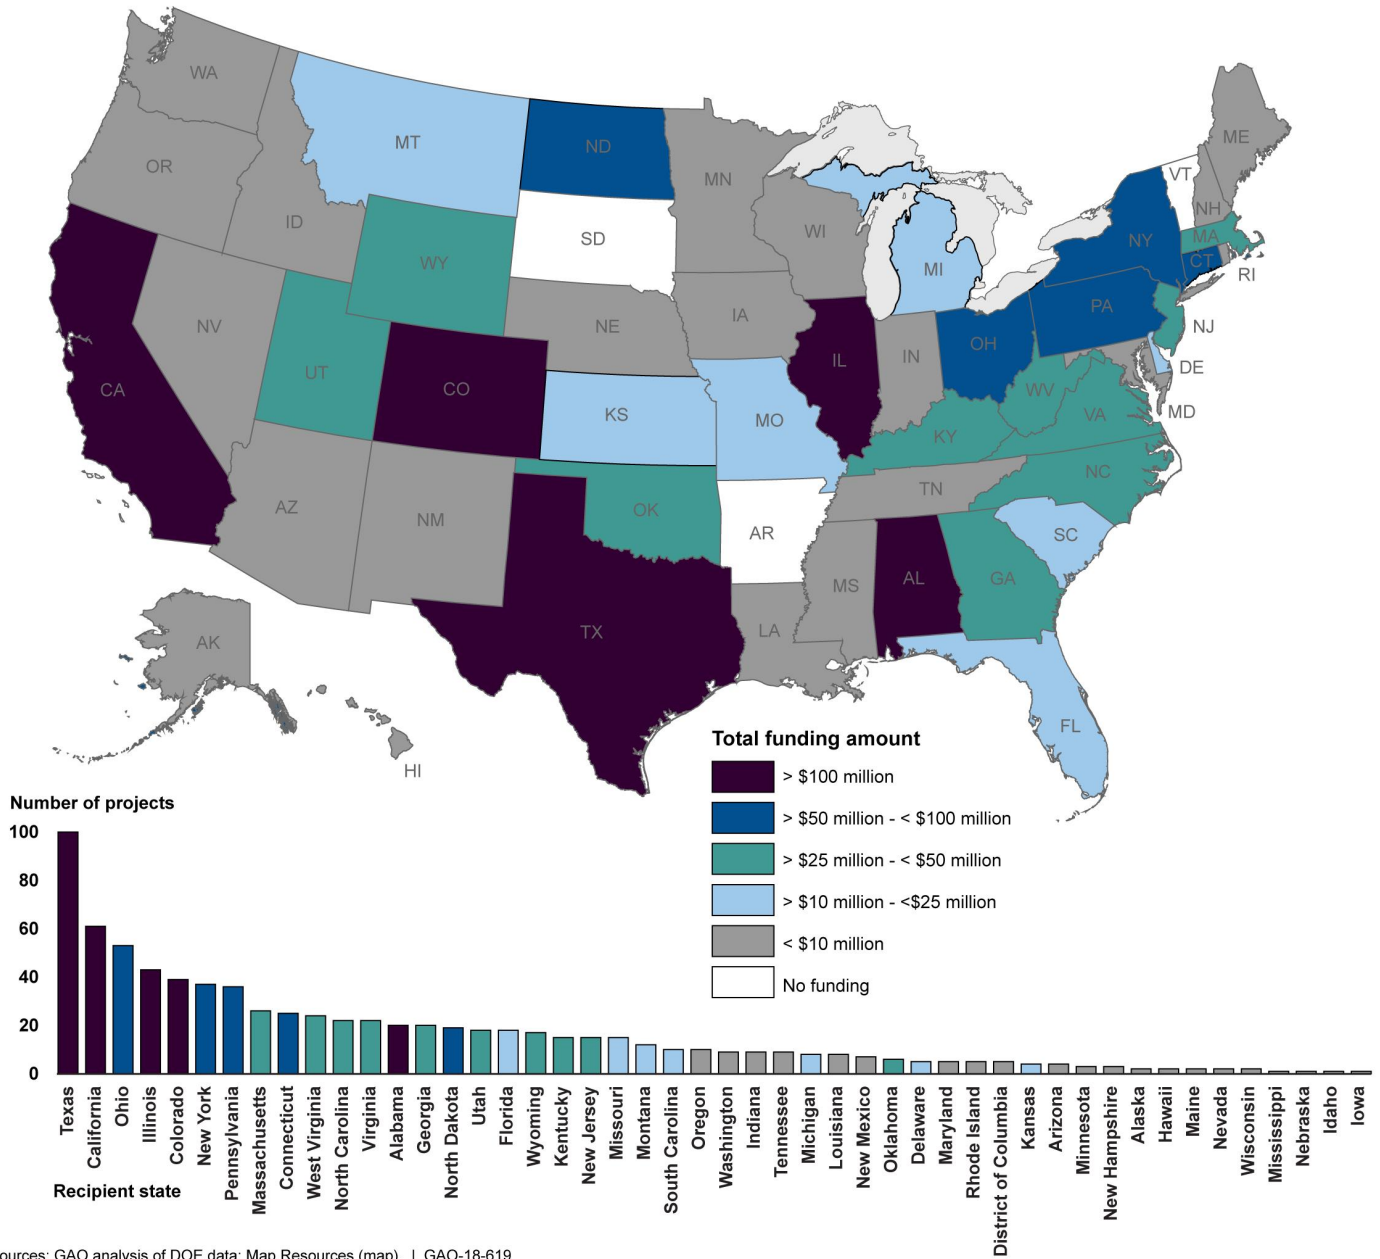 WA
MT
ND
MN
ME
OR
ID
SD
WI
VT
NH
NY
MA
CT
RI
WY
MI
NV
NE
IA
PA
NJ
UT
CO
IL
IN
OH
DE
CA
KS
MO
WV
VA
MD
KY
NC
AZ
NM
OK
TN
AR
SC
MS
AL
GA
TX
LA
AK
FL
HI
Total funding amount
> $100 million
> $50 million - < $100 million
> $25 million - < $50 million
> $10 million - <$25 million
< $10 million
No funding
Number of projects
100
80
60
40
20
0
Texas
California
Ohio
Illinois
Colorado
New York
Pennsylvania
Massachusetts
Connecticut
West Virginia
North Carolina
Virginia
Alabama
Georgia
North Dakota
Utah
Florida
Wyoming
Kentucky
New Jersey
Missouri
Montana
South Carolina
Oregon
Washington
Indiana
Tennessee
Michigan
Louisiana
New Mexico
Oklahoma
Delaware
Maryland
Rhode Island
District of Columbia
Kansas
Arizona
Minnesota
New Hampshire
Alaska
Hawaii
Maine
Nevada
Wisconsin
Mississippi
Nebraska
Idaho
Iowa
Recipient state
ources: GAO analysis of DOE data; Map Resources (map). | GAO-18-619